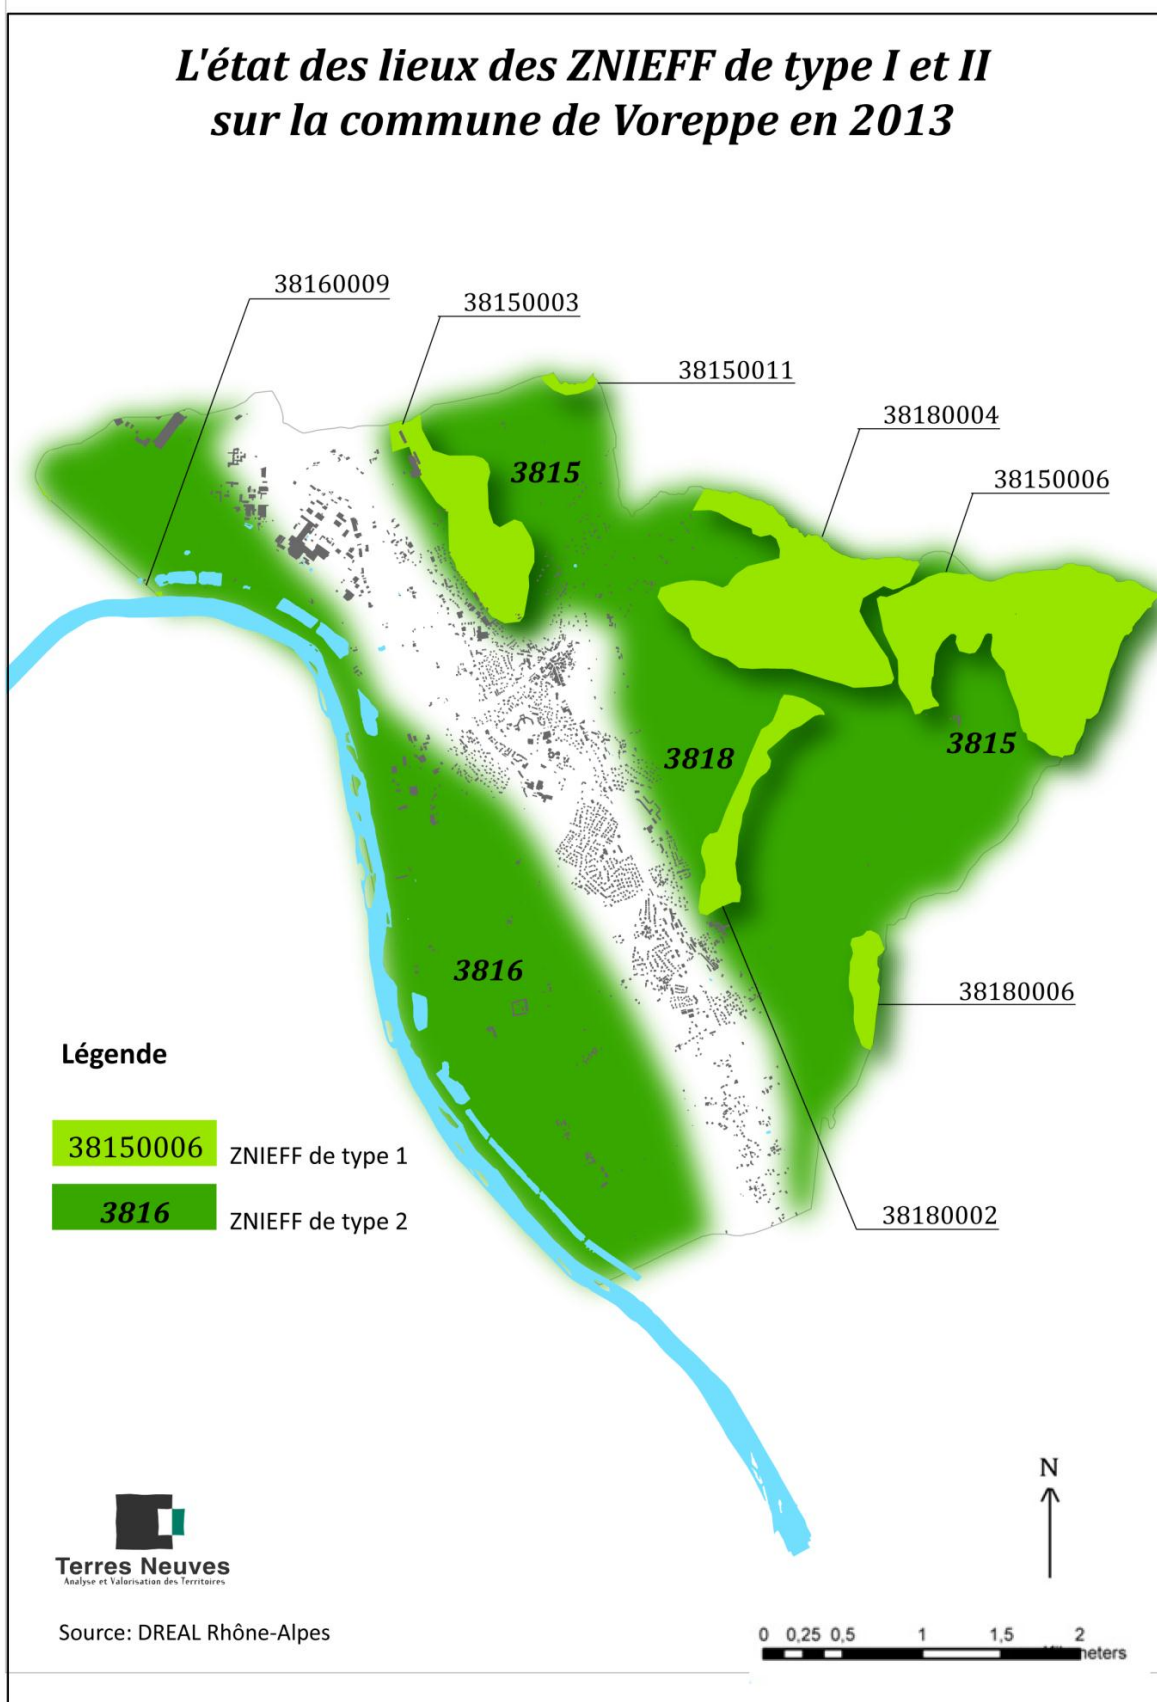 L'état des lieux des ZNIEFF de type I et II
sur la commune de Voreppe en 2013
38160009
38150003
38150011
38180004
38150006
3815
3818
3815
3816
38180006
38180002
Légende
38150006 ZNIEFF de type 1
3816 ZNIEFF de type 2
N
Terres Neuves
Analyse et Valorisation des Territoires
Source: DREAL Rhône-Alpes
0 0,25 0,5 1 1,5 2